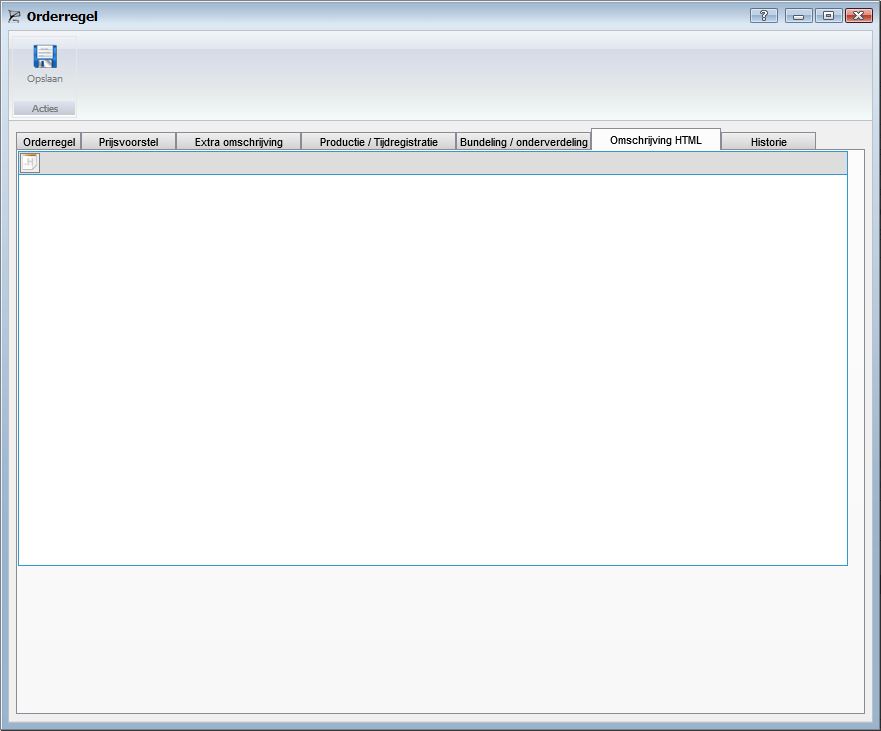 Orderregel
?
Opslaan
Acties
Orderregel Prijsvoorstel Extra omschrijving Productie / Tijdregistratie Bundeling / onderverdeling Omschrijving HTML Historie